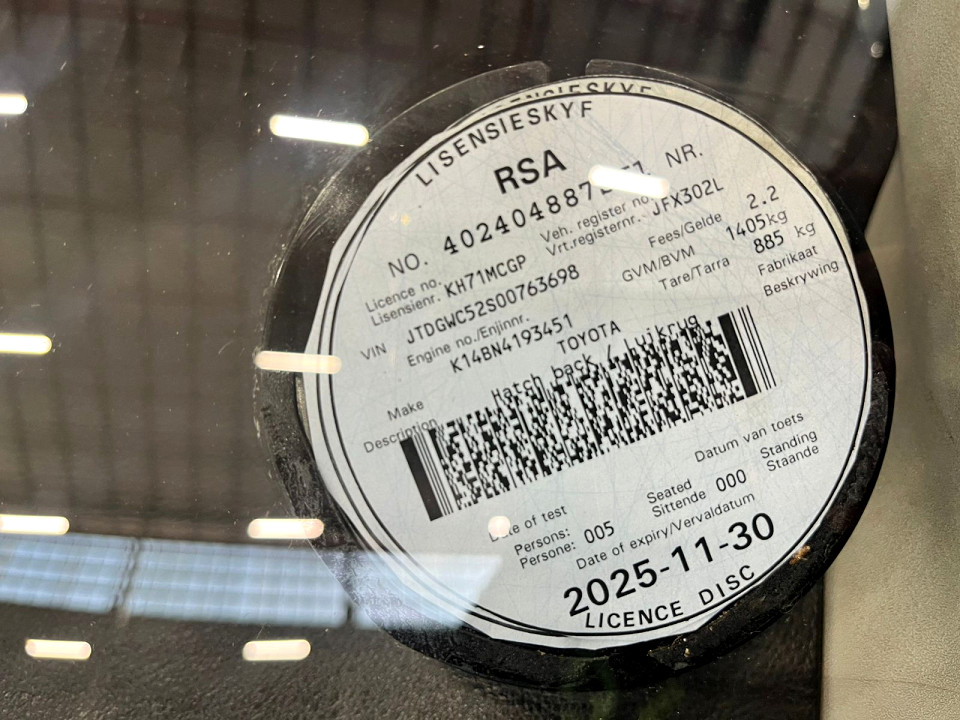 LISENSIESKYF
RSA
NO. 402404887 NR.
Licence no. Lisensienr. KH71MCGP Veh. register no. Vrt.registernr. JFX302L
VIN JTDGWC52S00763698 Fees/Gelde 2.2
Engine no./Enjinnr. K14BN4193451 GVM/BVM 1405kg
Tare/Tarra 885 kg
Make TOYOTA Fabrikaat
Description Hatch back / Luikrug Beskrywing
Date of test Datum van toets
Persons: Persone: 005 Seated Sittende 000 Standing Staande
Date of expiry/Vervaldatum
2025-11-30
LICENCE DISC